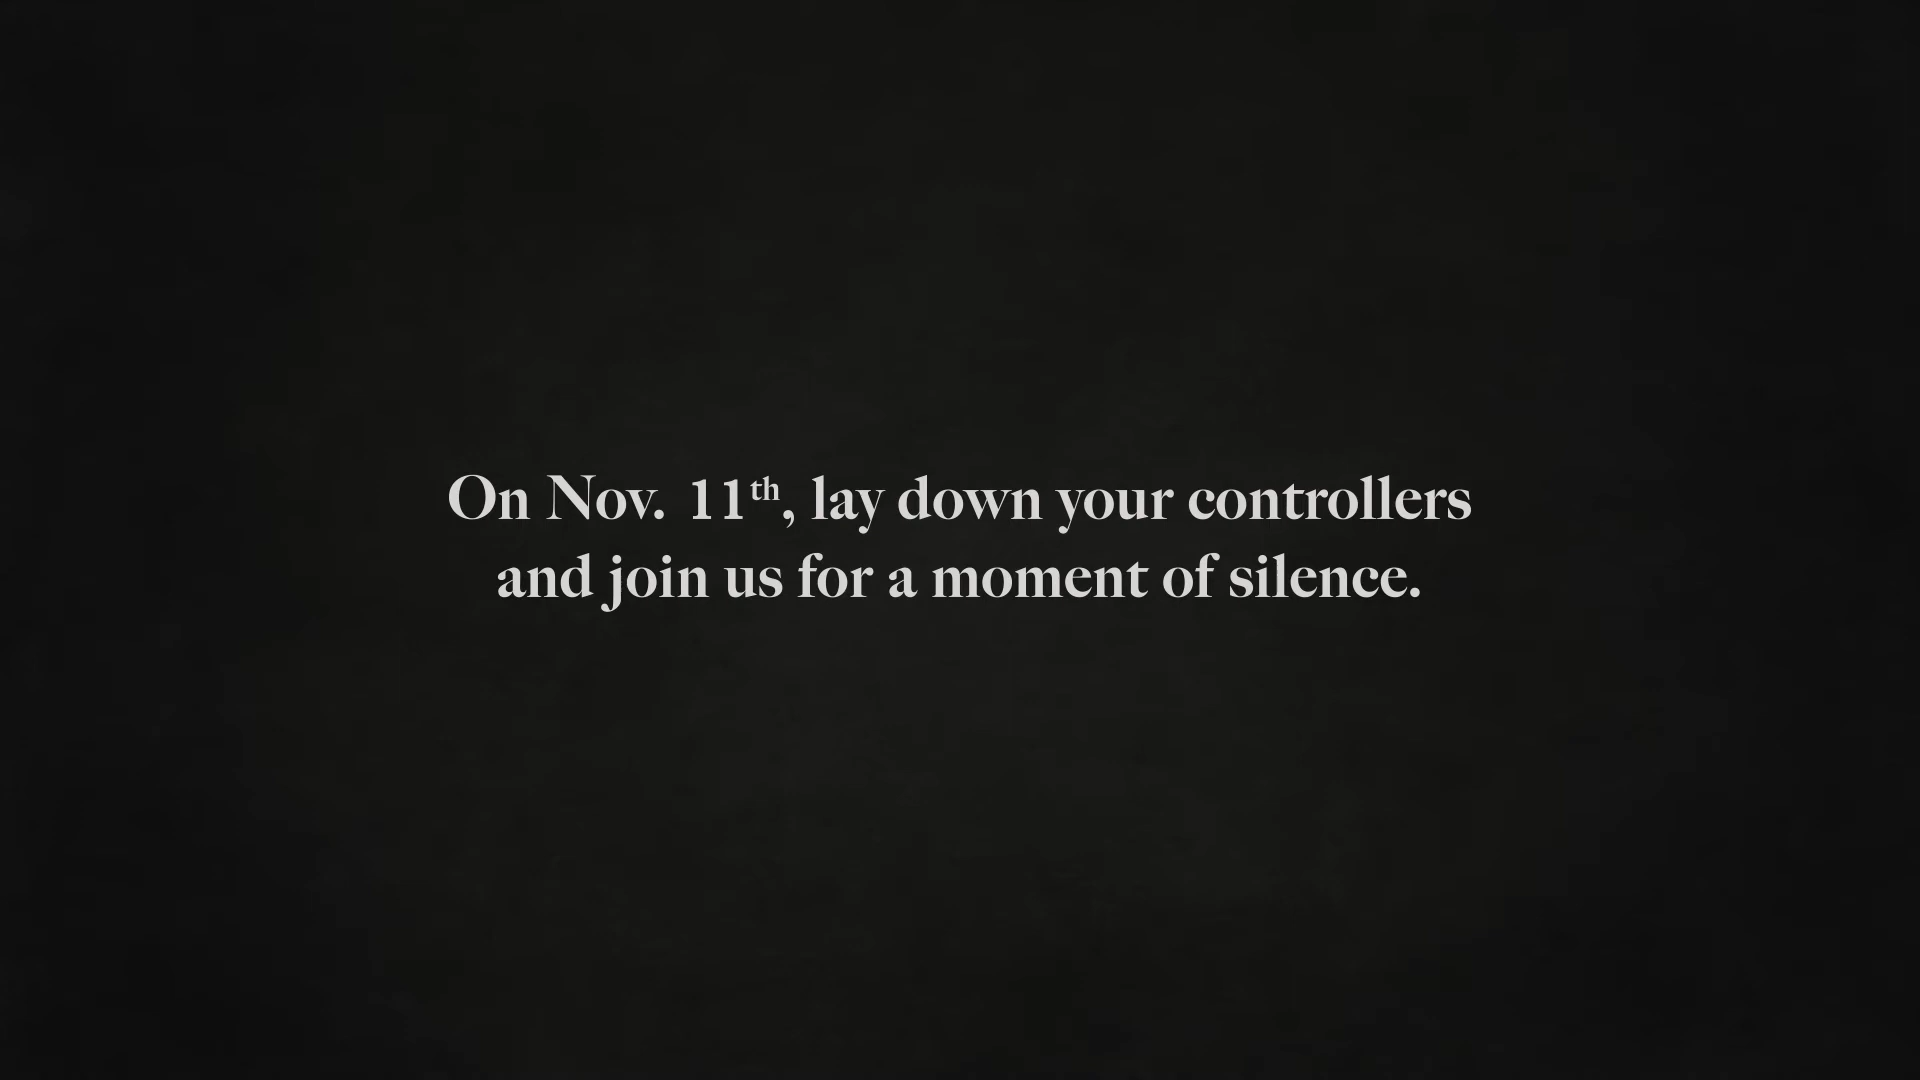 On Nov. 11th, lay down your controllers
and join us for a moment of silence.